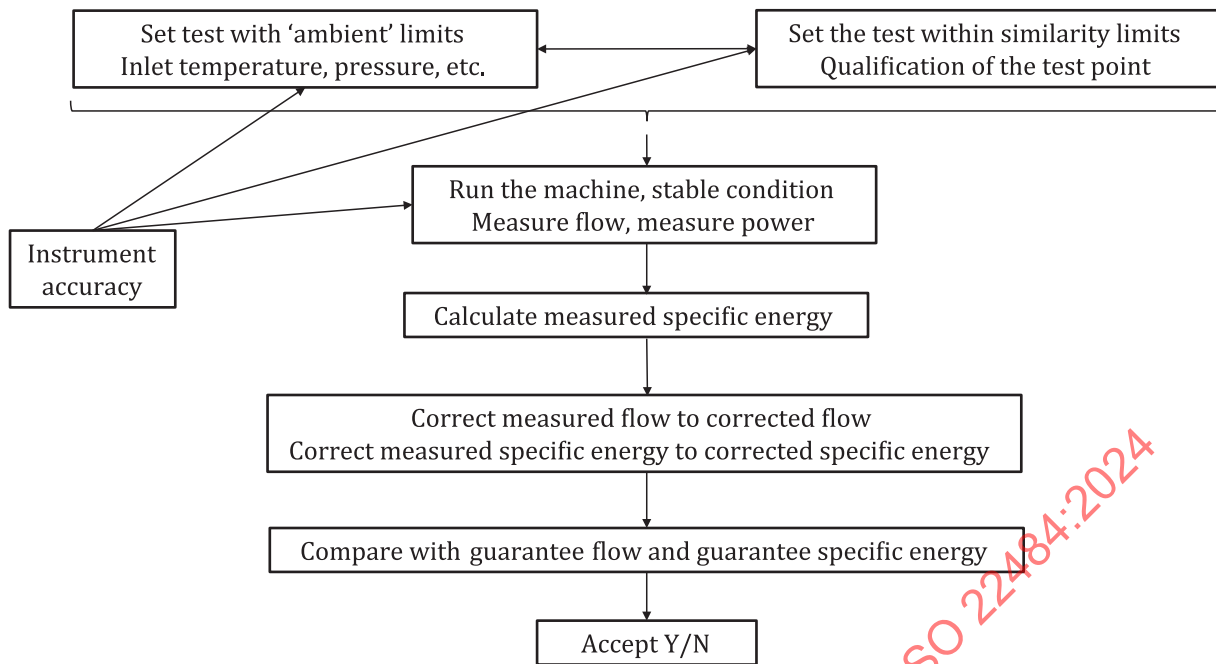 Set test with ‘ambient’ limits
Inlet temperature, pressure, etc.
Set the test within similarity limits
Qualification of the test point
Run the machine, stable condition
Measure flow, measure power
Instrument
accuracy
Calculate measured specific energy
Correct measured flow to corrected flow
Correct measured specific energy to corrected specific energy
Compare with guarantee flow and guarantee specific energy
Accept Y/N
SO 22484:2024